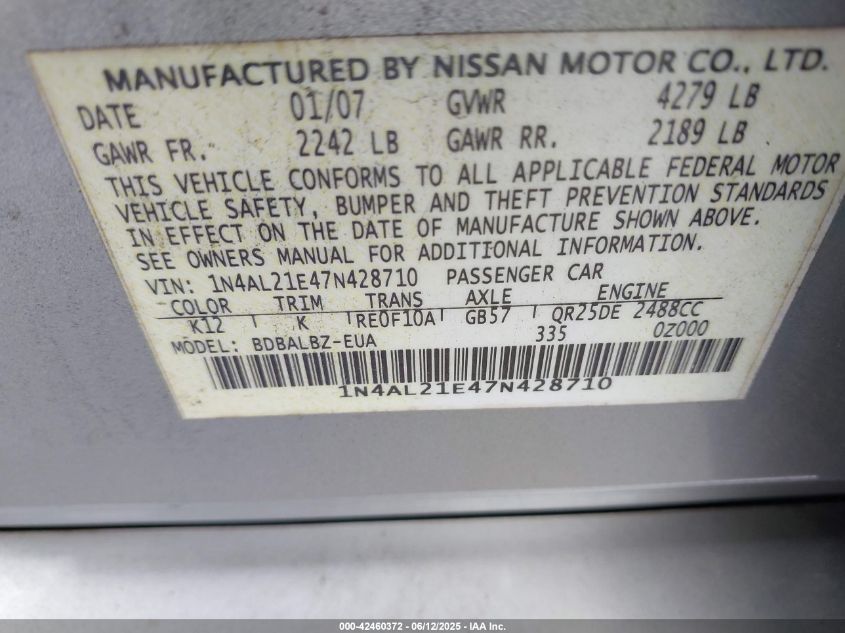 MANUFACTURED BY NISSAN MOTOR CO., LTD.
DATE 01/07 GVWR 4279 LB
GAWR FR. 2242 LB GAWR RR. 2189 LB
THIS VEHICLE CONFORMS TO ALL APPLICABLE FEDERAL MOTOR
VEHICLE SAFETY, BUMPER AND THEFT PREVENTION STANDARDS
IN EFFECT ON THE DATE OF MANUFACTURE SHOWN ABOVE.
SEE OWNERS MANUAL FOR ADDITIONAL INFORMATION.
VIN: 1N4AL21E47N428710 PASSENGER CAR
COLOR TRIM TRANS AXLE ENGINE
K12 K RE0F10A GB57 QR25DE 2488CC
MODEL: BDBALBZ-EUA 335 0Z000
1N4AL21E47N428710
000-42460372 - 06/12/2025 - IAA Inc.